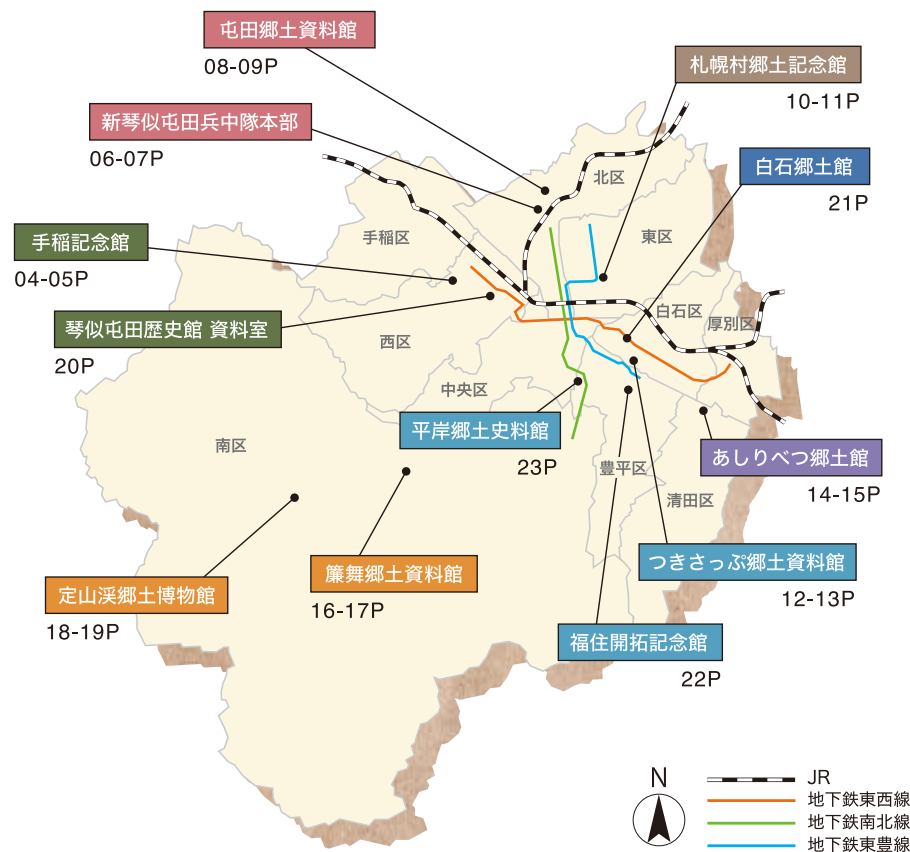 屯田郷土資料館
08-09P
札幌村郷土記念館
10-11P
新琴似屯田兵中隊本部
06-07P
白石郷土館
21P
北区
東区
手稲区
手稲記念館
04-05P
白石区
厚別区
琴似屯田歴史館 資料室
20P
西区
中央区
平岸郷土史料館
23P
南区
豊平区
あしりべつ郷土館
14-15P
清田区
つきさっぷ郷土資料館
12-13P
簾舞郷土資料館
16-17P
定山渓郷土博物館
18-19P
福住開拓記念館
22P
N
JR
地下鉄東西線
地下鉄南北線
地下鉄東豊線